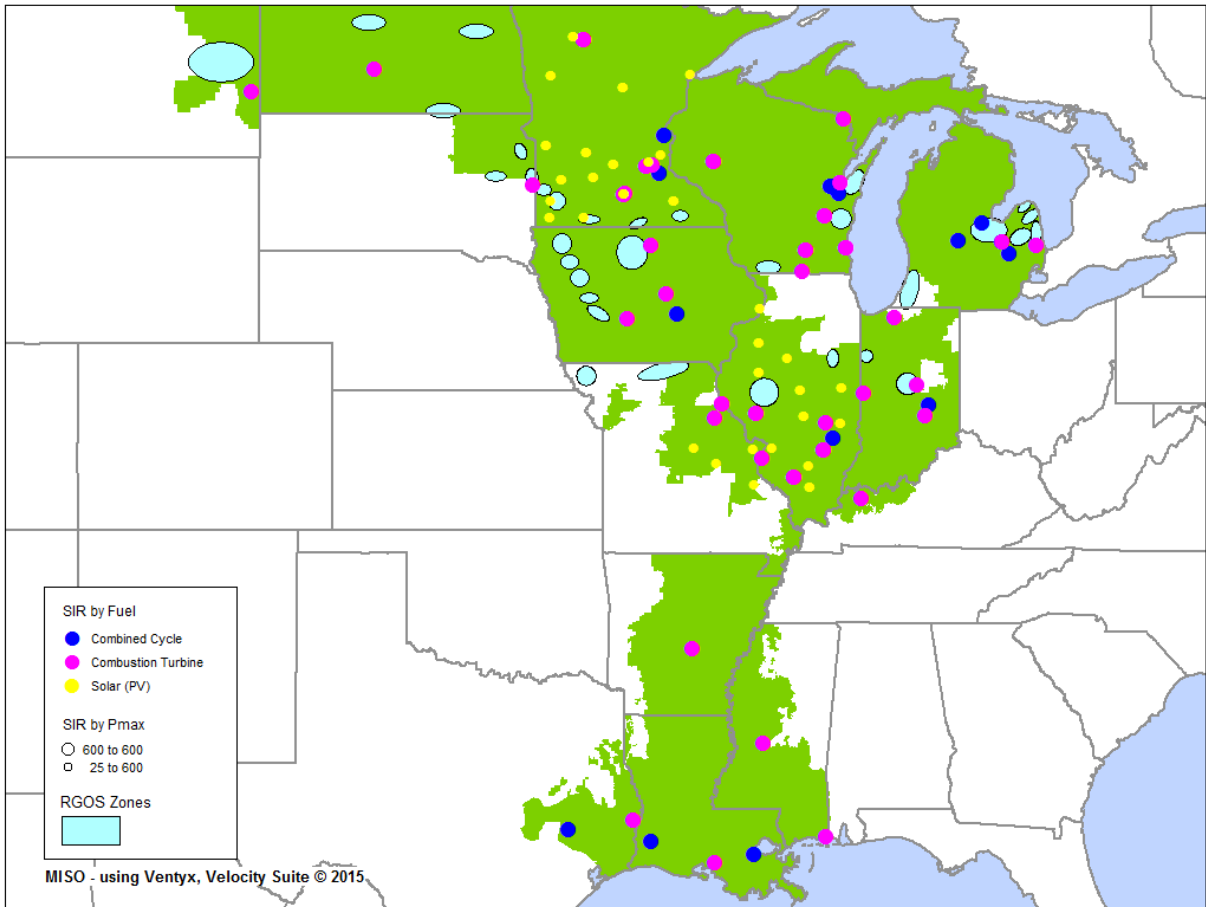 SIR by Fuel
Combined Cycle
Combustion Turbine
Solar (PV)
SIR by Pmax
600 to 600
25 to 600
RGOS Zones
MISO - using Ventyx, Velocity Suite © 2015